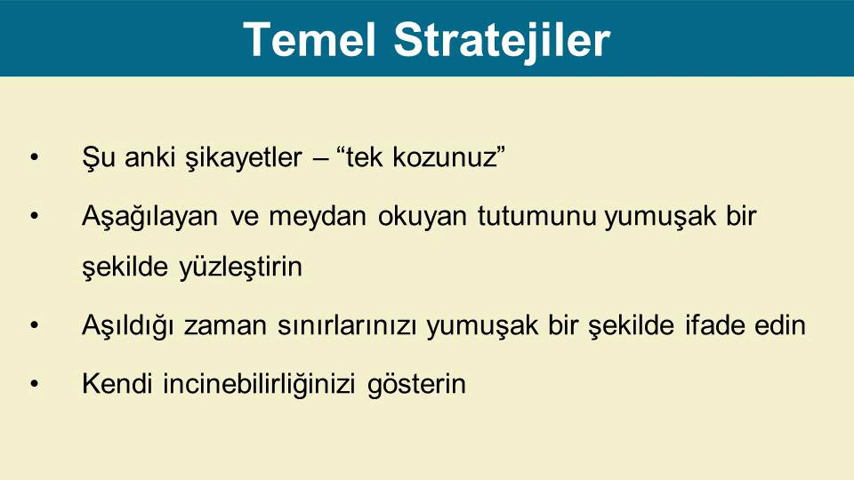 Temel Stratejiler
• Şu anki şikayetler – “tek kozunuz”
• Aşağılayan ve meydan okuyan tutumunu yumuşak bir
şekilde yüzleştirin
• Aşıldığı zaman sınırlarınızı yumuşak bir şekilde ifade edin
• Kendi incinebilirliğinizi gösterin